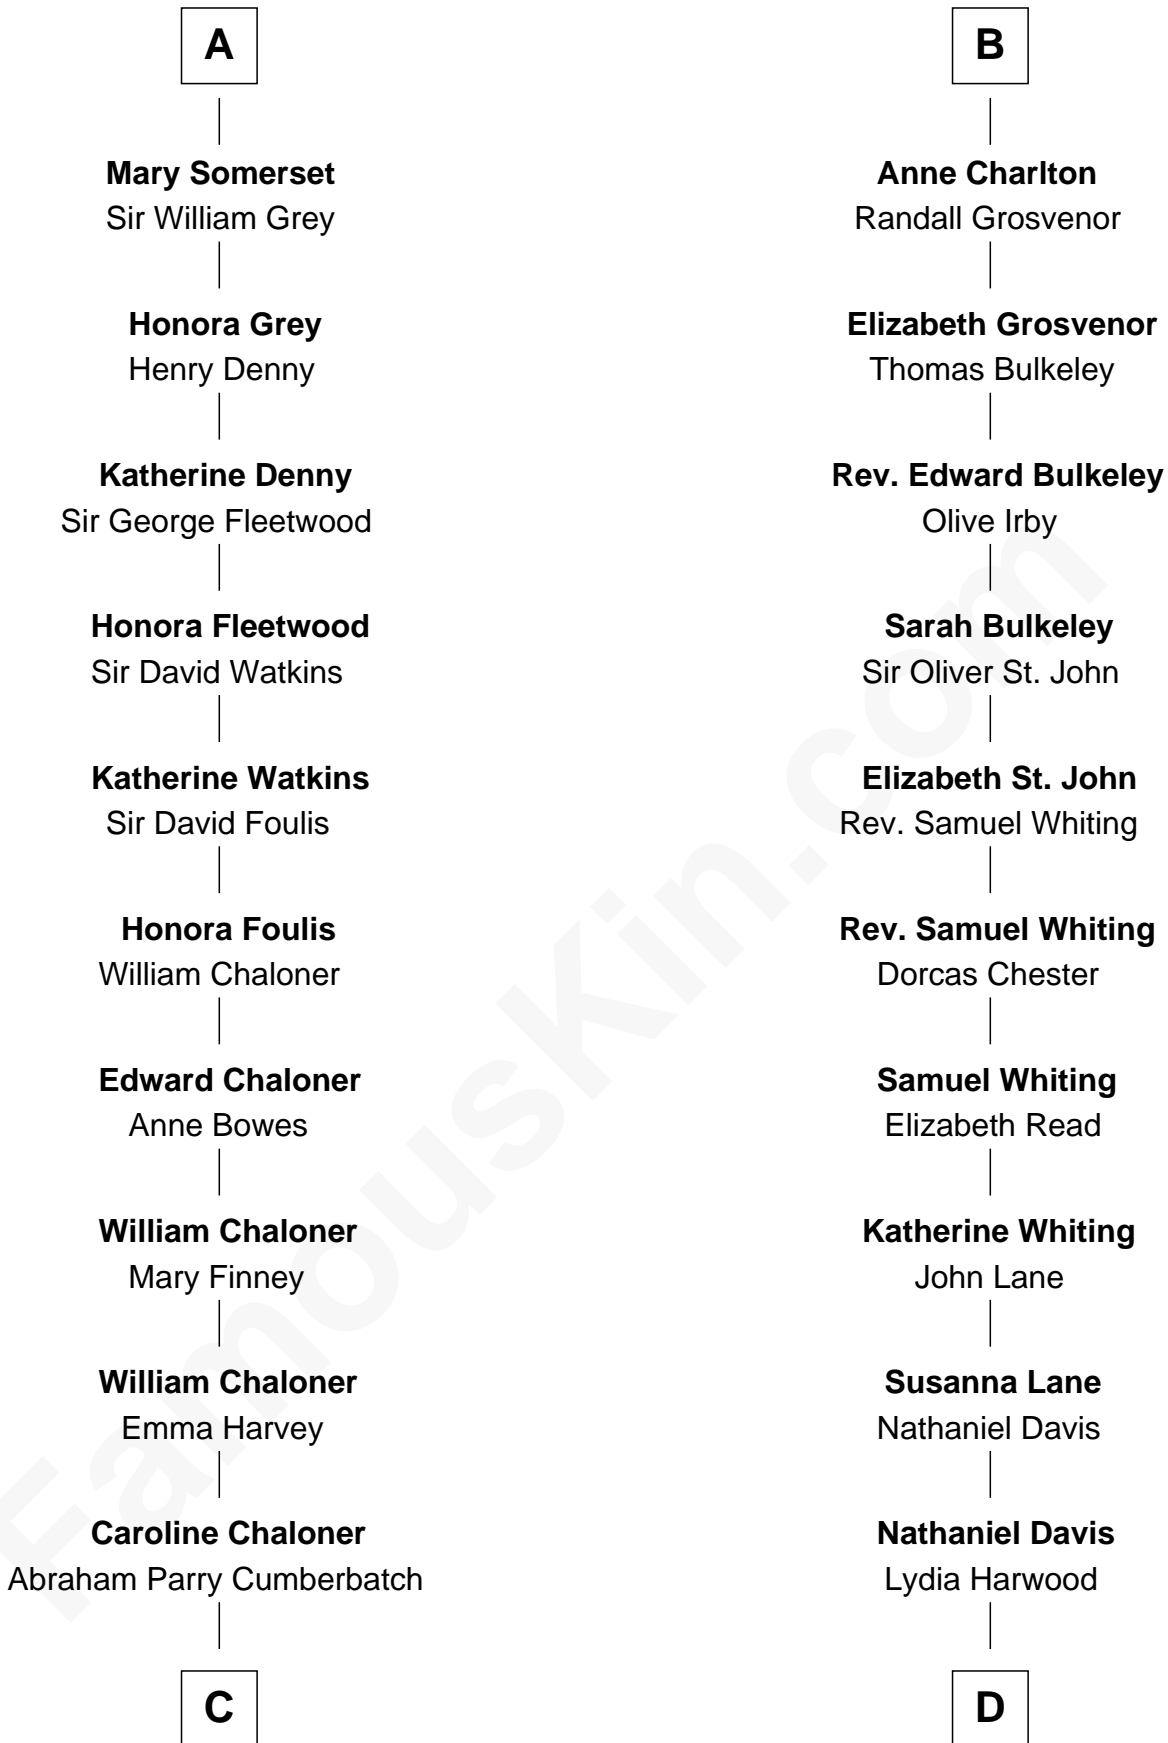 A
Mary Somerset
Sir William Grey
Honora Grey
Henry Denny
Katherine Denny
Sir George Fleetwood
Honora Fleetwood
Sir David Watkins
Katherine Watkins
Sir David Foulis
Honora Foulis
William Chaloner
Edward Chaloner
Anne Bowes
William Chaloner
Mary Finney
William Chaloner
Emma Harvey
Caroline Chaloner
Abraham Parry Cumberbatch
C
B
Anne Charlton
Randall Grosvenor
Elizabeth Grosvenor
Thomas Bulkeley
Rev. Edward Bulkeley
Olive Irby
Sarah Bulkeley
Sir Oliver St. John
Elizabeth St. John
Rev. Samuel Whiting
Rev. Samuel Whiting
Dorcas Chester
Samuel Whiting
Elizabeth Read
Katherine Whiting
John Lane
Susanna Lane
Nathaniel Davis
Nathaniel Davis
Lydia Harwood
D
FamousKin.com